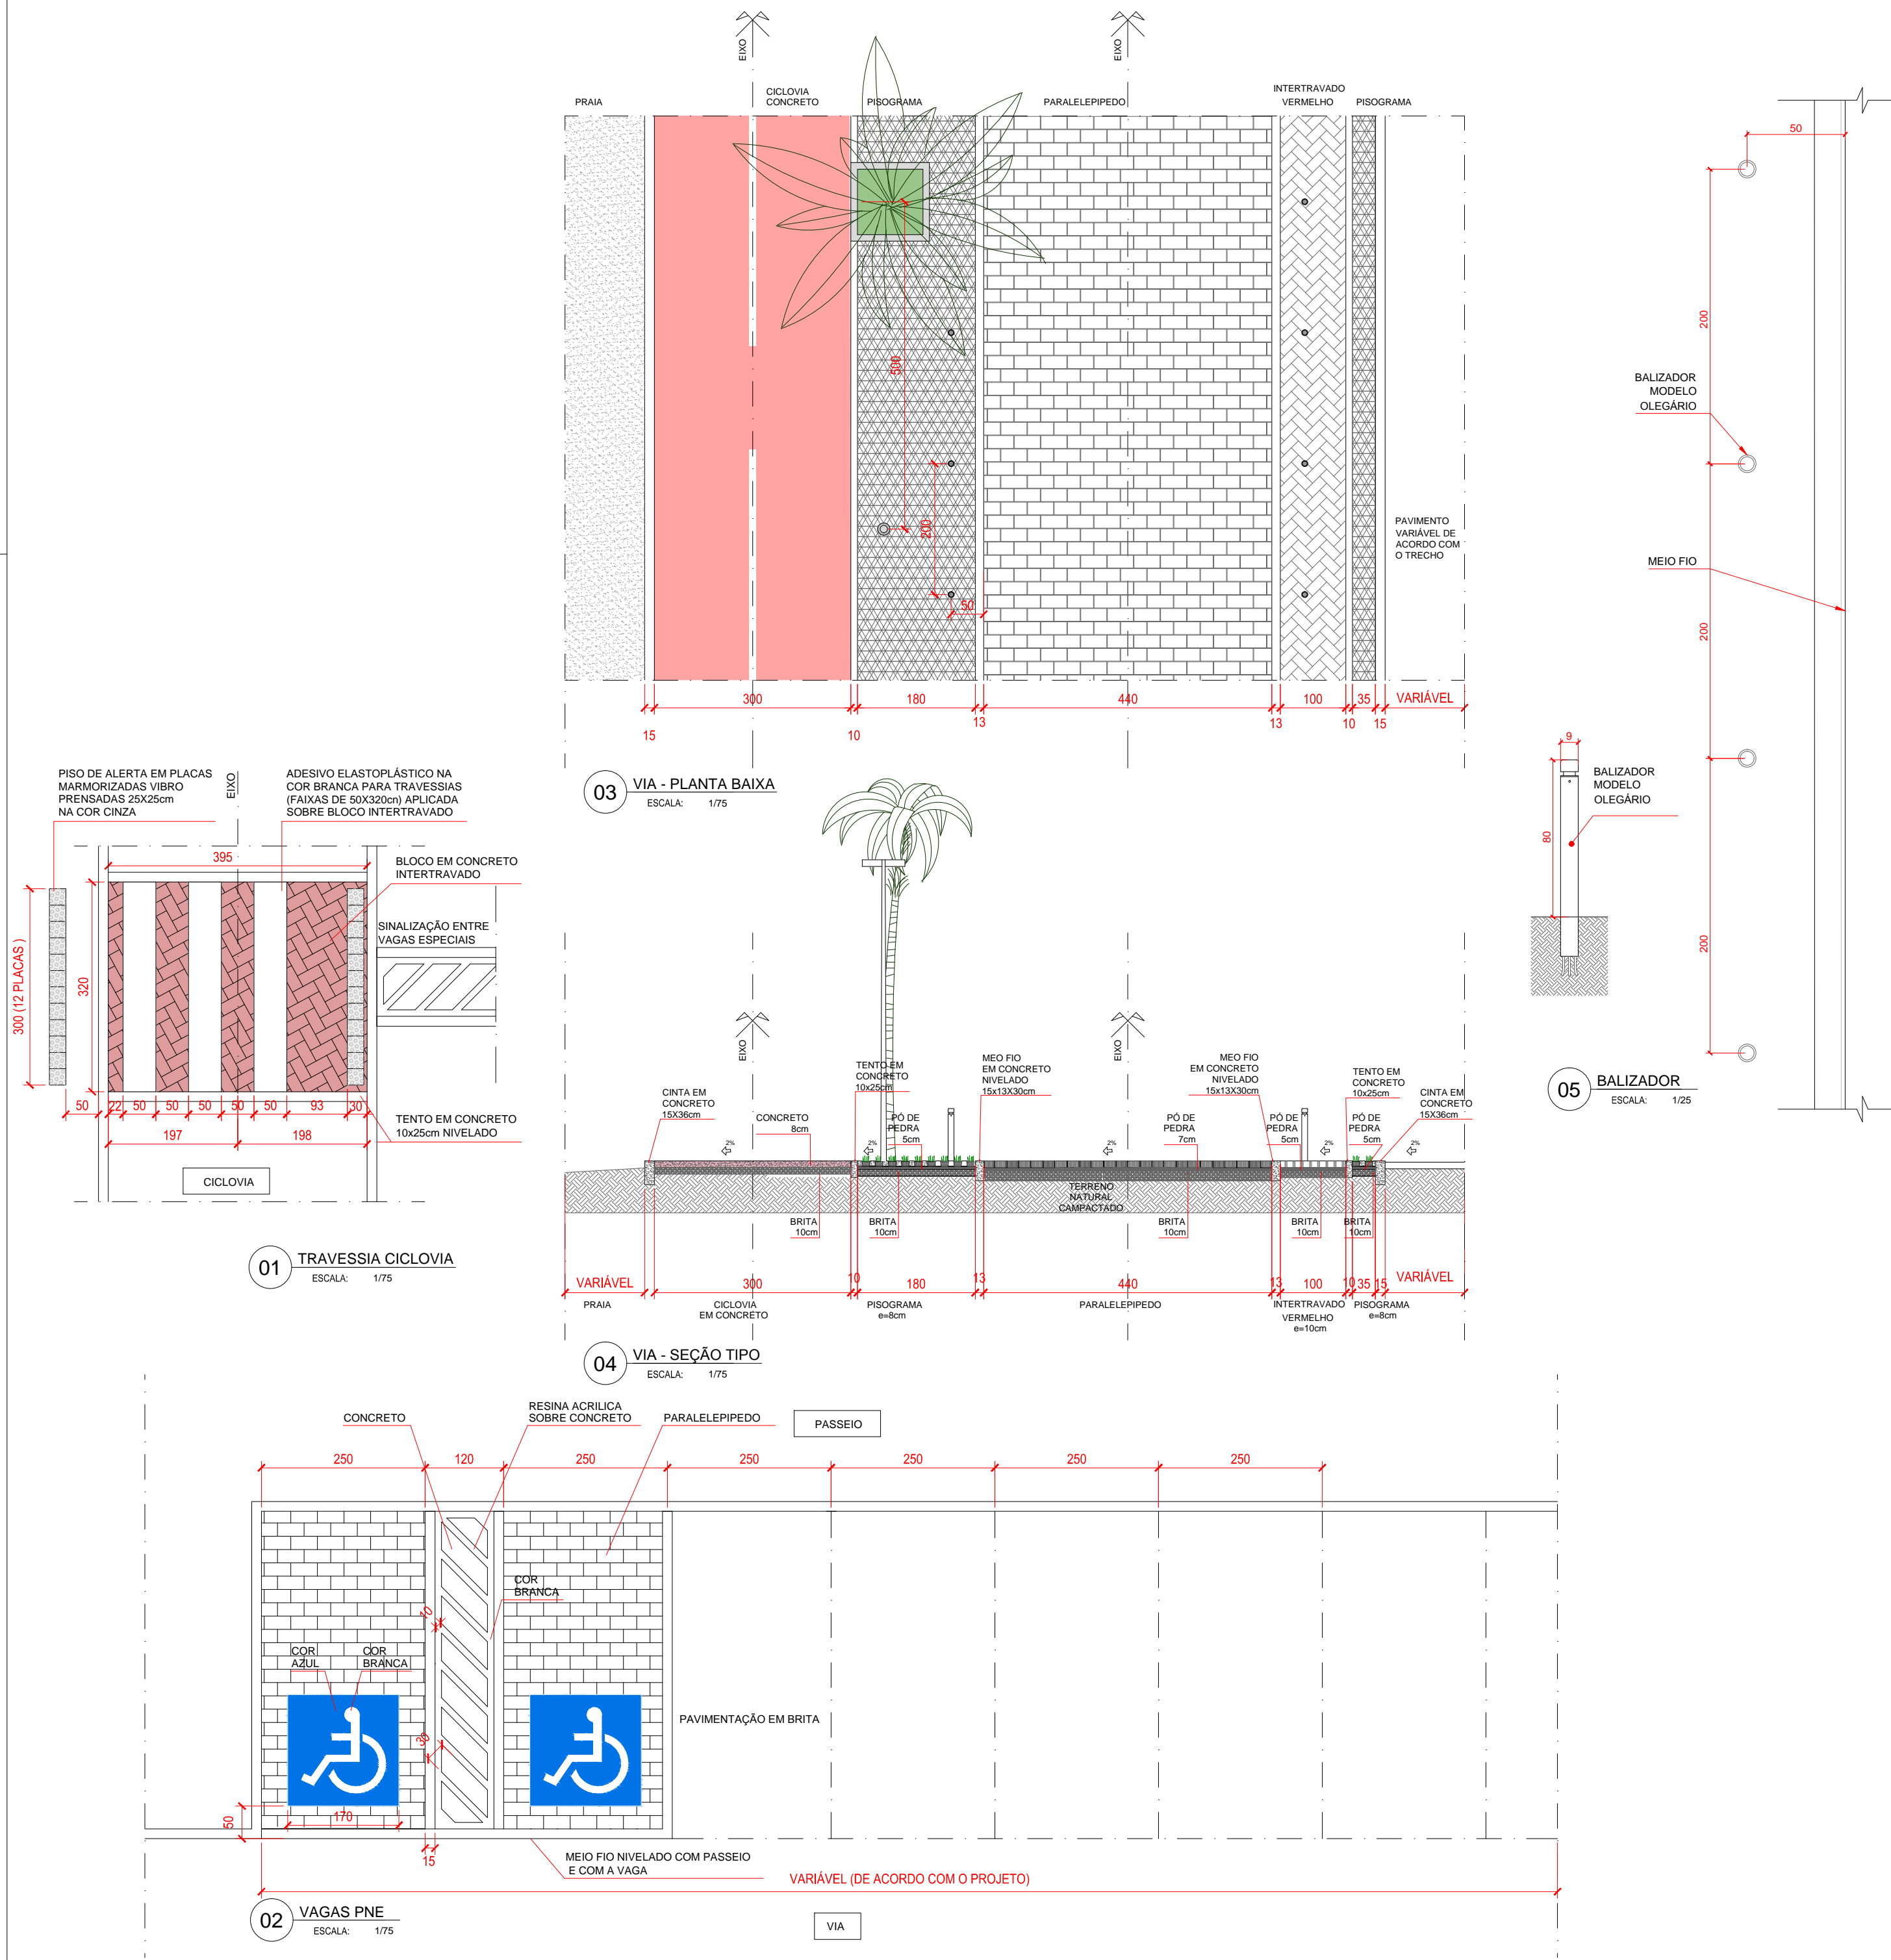 EIXO
EIXO
PRAIA
CICLOVIA
CONCRETO
PISOGRAMA
PARALELEPIPEDO
INTERTRAVADO
VERMELHO
PISOGRAMA
500
200
50
PAVIMENTO
VARIÁVEL DE
ACORDO COM
O TRECHO
300
180
440
100
35
VARIÁVEL
15
10
13
13
10
15
03
VIA - PLANTA BAIXA
ESCALA: 1/75
50
200
BALIZADOR
MODELO
OLEGÁRIO
MEIO FIO
200
200
9
80
BALIZADOR
MODELO
OLEGÁRIO
05
BALIZADOR
ESCALA: 1/25
PISO DE ALERTA EM PLACAS
MARMORIZADAS VIBRO
PRENSADAS 25X25cm
NA COR CINZA
EIXO
ADESIVO ELASTOPLÁSTICO NA
COR BRANCA PARA TRAVESSIAS
(FAIXAS DE 50X320cn) APLICADA
SOBRE BLOCO INTERTRAVADO
395
BLOCO EM CONCRETO
INTERTRAVADO
SINALIZAÇÃO ENTRE
VAGAS ESPECIAIS
300 (12 PLACAS )
320
50
22
50
50
50
50
50
93
30
197
198
TENTO EM CONCRETO
10x25cm NIVELADO
CICLOVIA
01
TRAVESSIA CICLOVIA
ESCALA: 1/75
EIXO
EIXO
CINTA EM
CONCRETO
15X36cm
CONCRETO
8cm
TENTO EM
CONCRETO
10x25cm
PÓ DE
PEDRA
5cm
MEO FIO
EM CONCRETO
NIVELADO
15x13X30cm
PÓ DE
PEDRA
7cm
MEO FIO
EM CONCRETO
NIVELADO
15x13X30cm
PÓ DE
PEDRA
5cm
TENTO EM
CONCRETO
10x25cm
PÓ DE
PEDRA
5cm
CINTA EM
CONCRETO
15X36cm
2%
2%
2%
2%
2%
TERRENO
NATURAL
CAMPACTADO
BRITA
10cm
BRITA
10cm
BRITA
10cm
BRITA
10cm
BRITA
10cm
VARIÁVEL
300
10
180
13
440
13
100
10
35
15
VARIÁVEL
PRAIA
CICLOVIA
EM CONCRETO
PISOGRAMA
e=8cm
PARALELEPIPEDO
INTERTRAVADO
VERMELHO
e=10cm
PISOGRAMA
e=8cm
04
VIA - SEÇÃO TIPO
ESCALA: 1/75
CONCRETO
RESINA ACRILICA
SOBRE CONCRETO
PARALELEPIPEDO
PASSEIO
250
120
250
250
250
250
250
COR
BRANCA
10
COR
AZUL
COR
BRANCA
30
PAVIMENTAÇÃO EM BRITA
50
170
15
MEIO FIO NIVELADO COM PASSEIO
E COM A VAGA
VARIÁVEL (DE ACORDO COM O PROJETO)
02
VAGAS PNE
ESCALA: 1/75
VIA